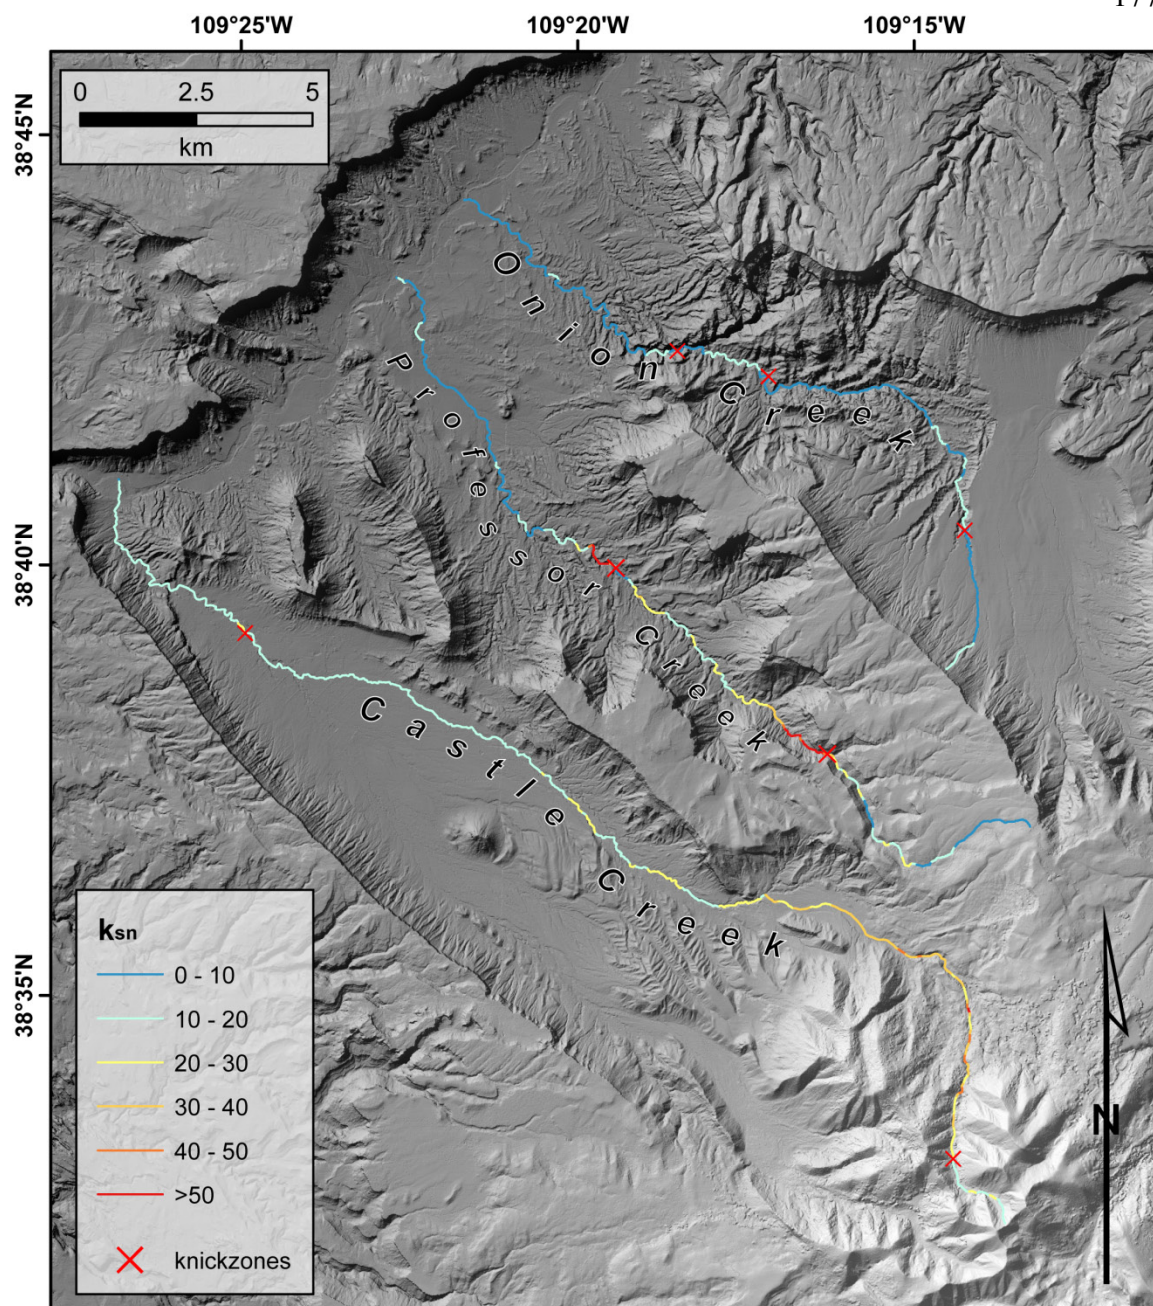 109°25'W 109°20'W 109°15'W
0 2.5 5
km
38°45'N
38°40'N
38°35'N
Onion Creek
Professor Creek
Castle Creek
ksn
0 - 10
10 - 20
20 - 30
30 - 40
40 - 50
>50
knickzones
N